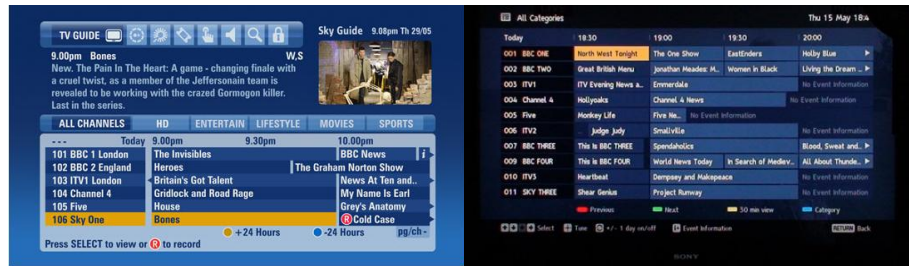 TV GUIDE
Sky Guide 9.08pm Th 29/05
9.00pm Bones W,S
New. The Pain In The Heart: A game - changing finale with
a cruel twist, as a member of the Jeffersonain team is
revealed to be working with the crazed Gormogon killer.
Last in the series.
ALL CHANNELS HD ENTERTAIN LIFESTYLE MOVIES SPORTS
--- Today 9.00pm 9.30pm 10.00pm
101 BBC 1 London The Invisibles BBC News i
102 BBC 2 England Heroes The Graham Norton Show
103 ITV1 London Britain's Got Talent News At Ten and..
104 Channel 4 Gridlock and Road Rage My Name Is Earl
105 Five House Grey's Anatomy
106 Sky One Bones R Cold Case
+24 Hours -24 Hours pg/ch -
Press SELECT to view or R to record
All Categories Thu 15 May 18:4
Today 18:30 19:00 19:30 20:00
001 BBC ONE North West Tonight The One Show EastEnders Holby Blue
002 BBC TWO Great British Menu Jonathan Meades: M.. Women in Black Living the Dream ..
003 ITV1 ITV Evening News a.. Emmerdale No Event Information
004 Channel 4 Hollyoaks Channel 4 News No Event Information
005 Five Monkey Life Five Ne.. No Event Information
006 ITV2 Judge Judy Smallville No Event Information
007 BBC THREE This is BBC THREE Spendaholics Blood, Sweat and..
009 BBC FOUR This is BBC FOUR World News Today In Search of Mediev.. All About Thunde..
010 ITV3 Heartbeat Dempsey and Makepeace No Event Information
011 SKY THREE Shear Genius Project Runway No Event Information
Previous Next 30 min view Category
Select Tune +/- 1 day on/off Event Information RETURN Back
SONY